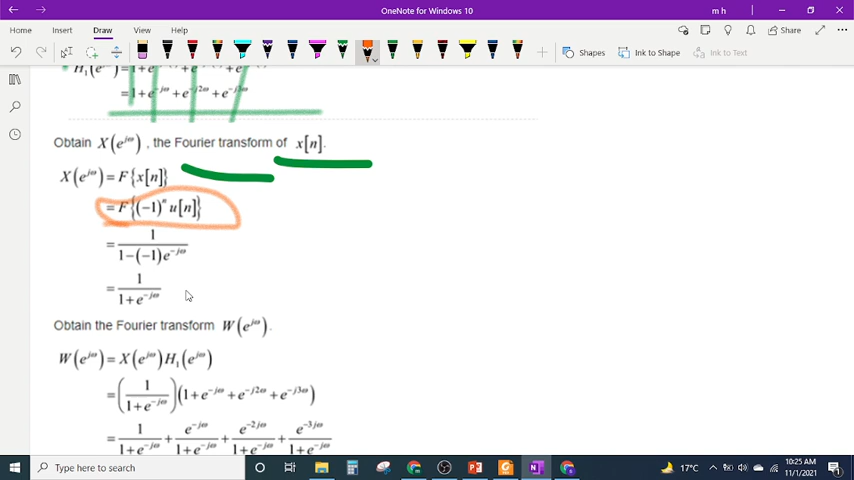 OneNote for Windows 10
m h
Home Insert Draw View Help
Share
Shapes Ink to Shape Ink to Text
=1+e^{-jω}+e^{-j2ω}+e^{-j3ω}
Obtain X(e^{jω}), the Fourier transform of x[n].
X(e^{jω}) = F{x[n]}
= F{(−1)^n u[n]}
= 1/(1−(−1)e^{−jω})
= 1/(1+e^{−jω})
Obtain the Fourier transform W(e^{jω}).
W(e^{jω}) = X(e^{jω})H₁(e^{jω})
= (1/(1+e^{−jω}))(1+e^{−jω}+e^{−j2ω}+e^{−j3ω})
= 1/(1+e^{−jω}) + e^{−jω}/(1+e^{−jω}) + e^{−2jω}/(1+e^{−jω}) + e^{−3jω}/(1+e^{−jω})
Type here to search
17°C
10:25 AM
11/1/2021